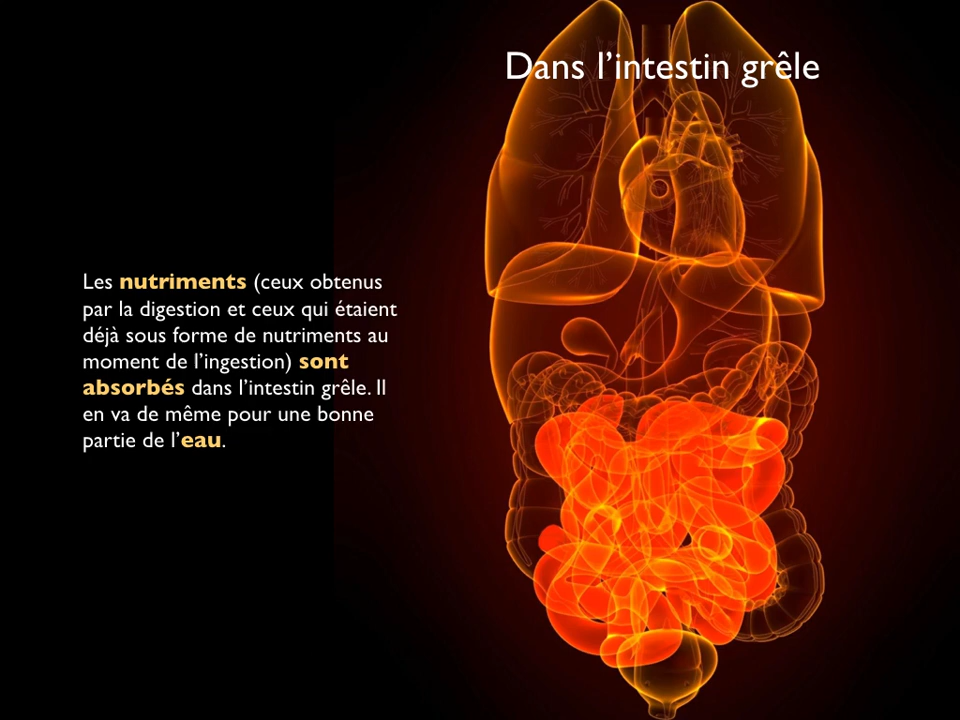 Dans l’intestin grêle
Les nutriments (ceux obtenus
par la digestion et ceux qui étaient
déjà sous forme de nutriments au
moment de l’ingestion) sont
absorbés dans l’intestin grêle. Il
en va de même pour une bonne
partie de l’eau.